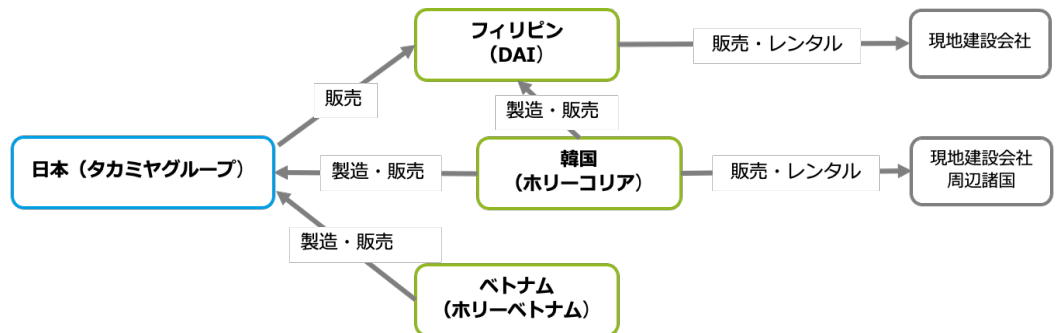 フィリピン
（DAI）
販売・レンタル
現地建設会社
販売
製造・販売
日本（タカミヤグループ）
製造・販売
韓国
（ホリーコリア）
販売・レンタル
現地建設会社
周辺諸国
製造・販売
ベトナム
（ホリーベトナム）